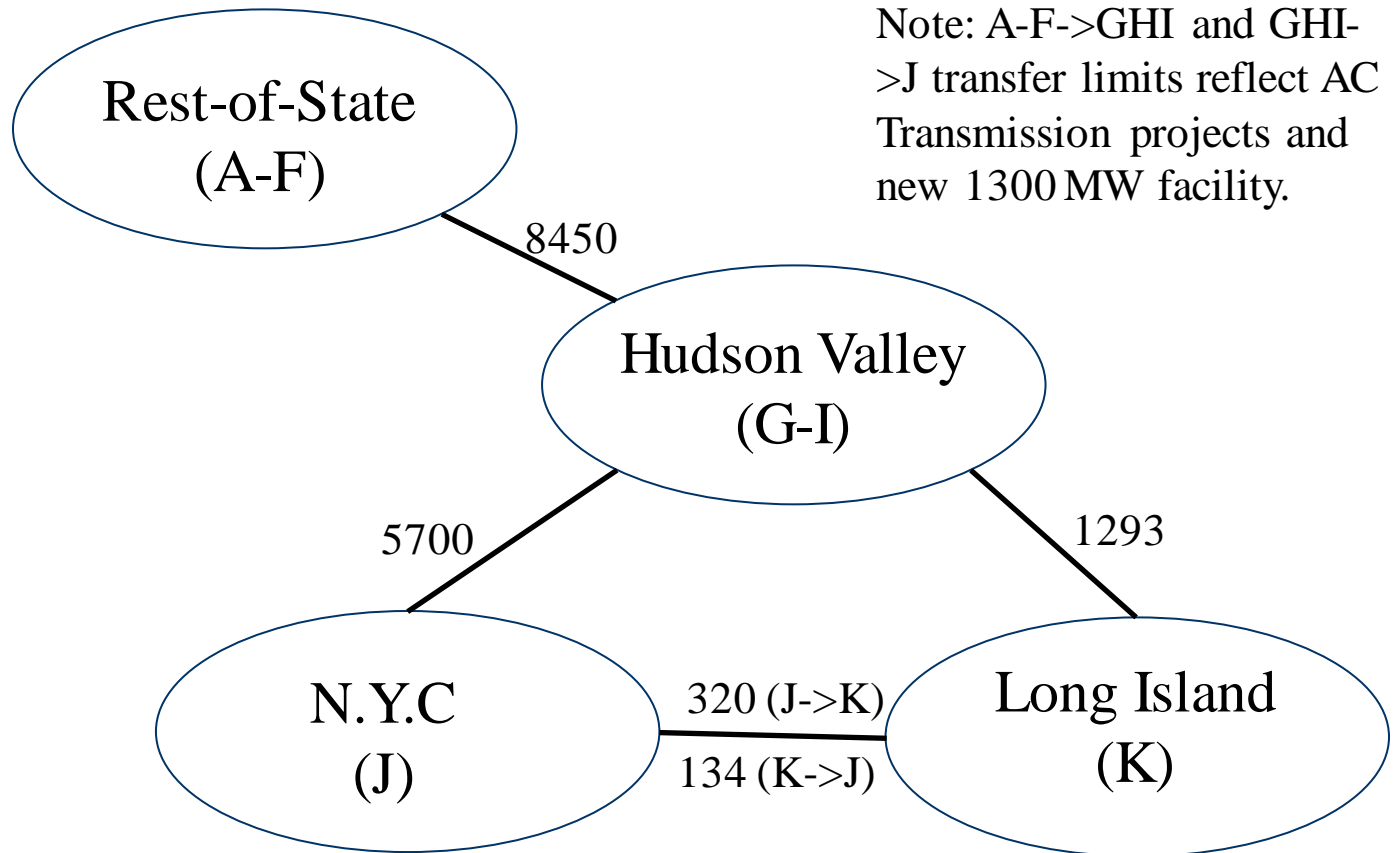 Note: A-F->GHI and GHI-
>J transfer limits reflect AC
Transmission projects and
new 1300 MW facility.
Rest-of-State
(A-F)
8450
Hudson Valley
(G-I)
5700
1293
N.Y.C
(J)
320 (J->K)
134 (K->J)
Long Island
(K)